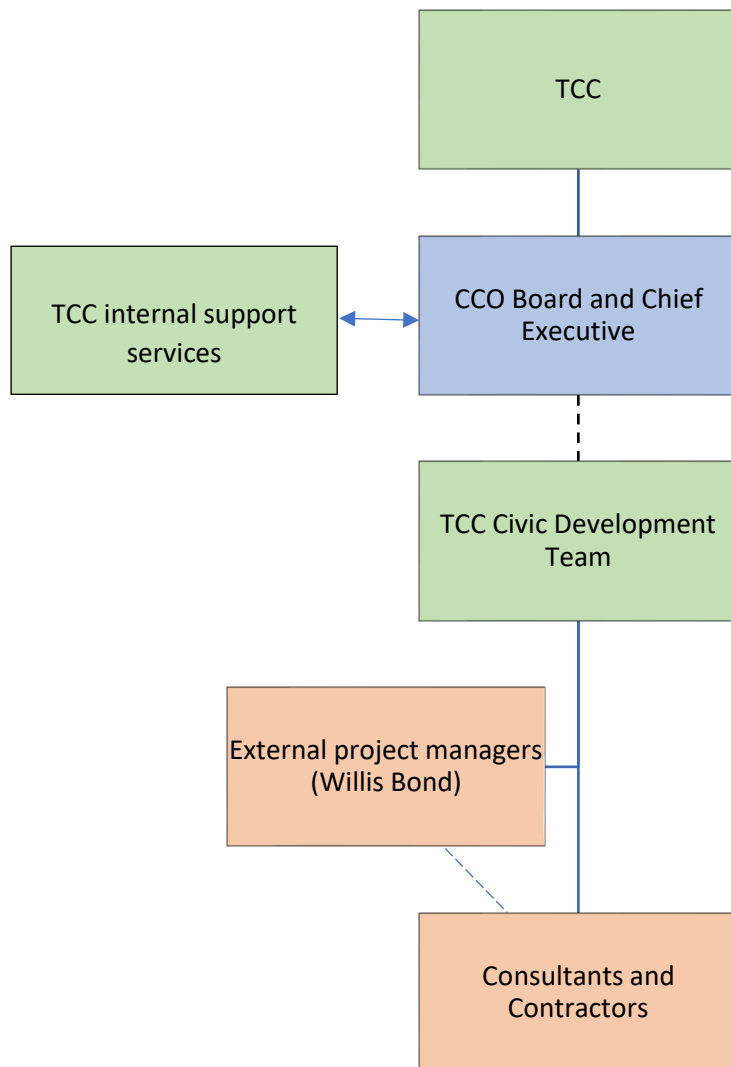 TCC
TCC internal support
services
CCO Board and Chief
Executive
TCC Civic Development
Team
External project managers
(Willis Bond)
Consultants and
Contractors